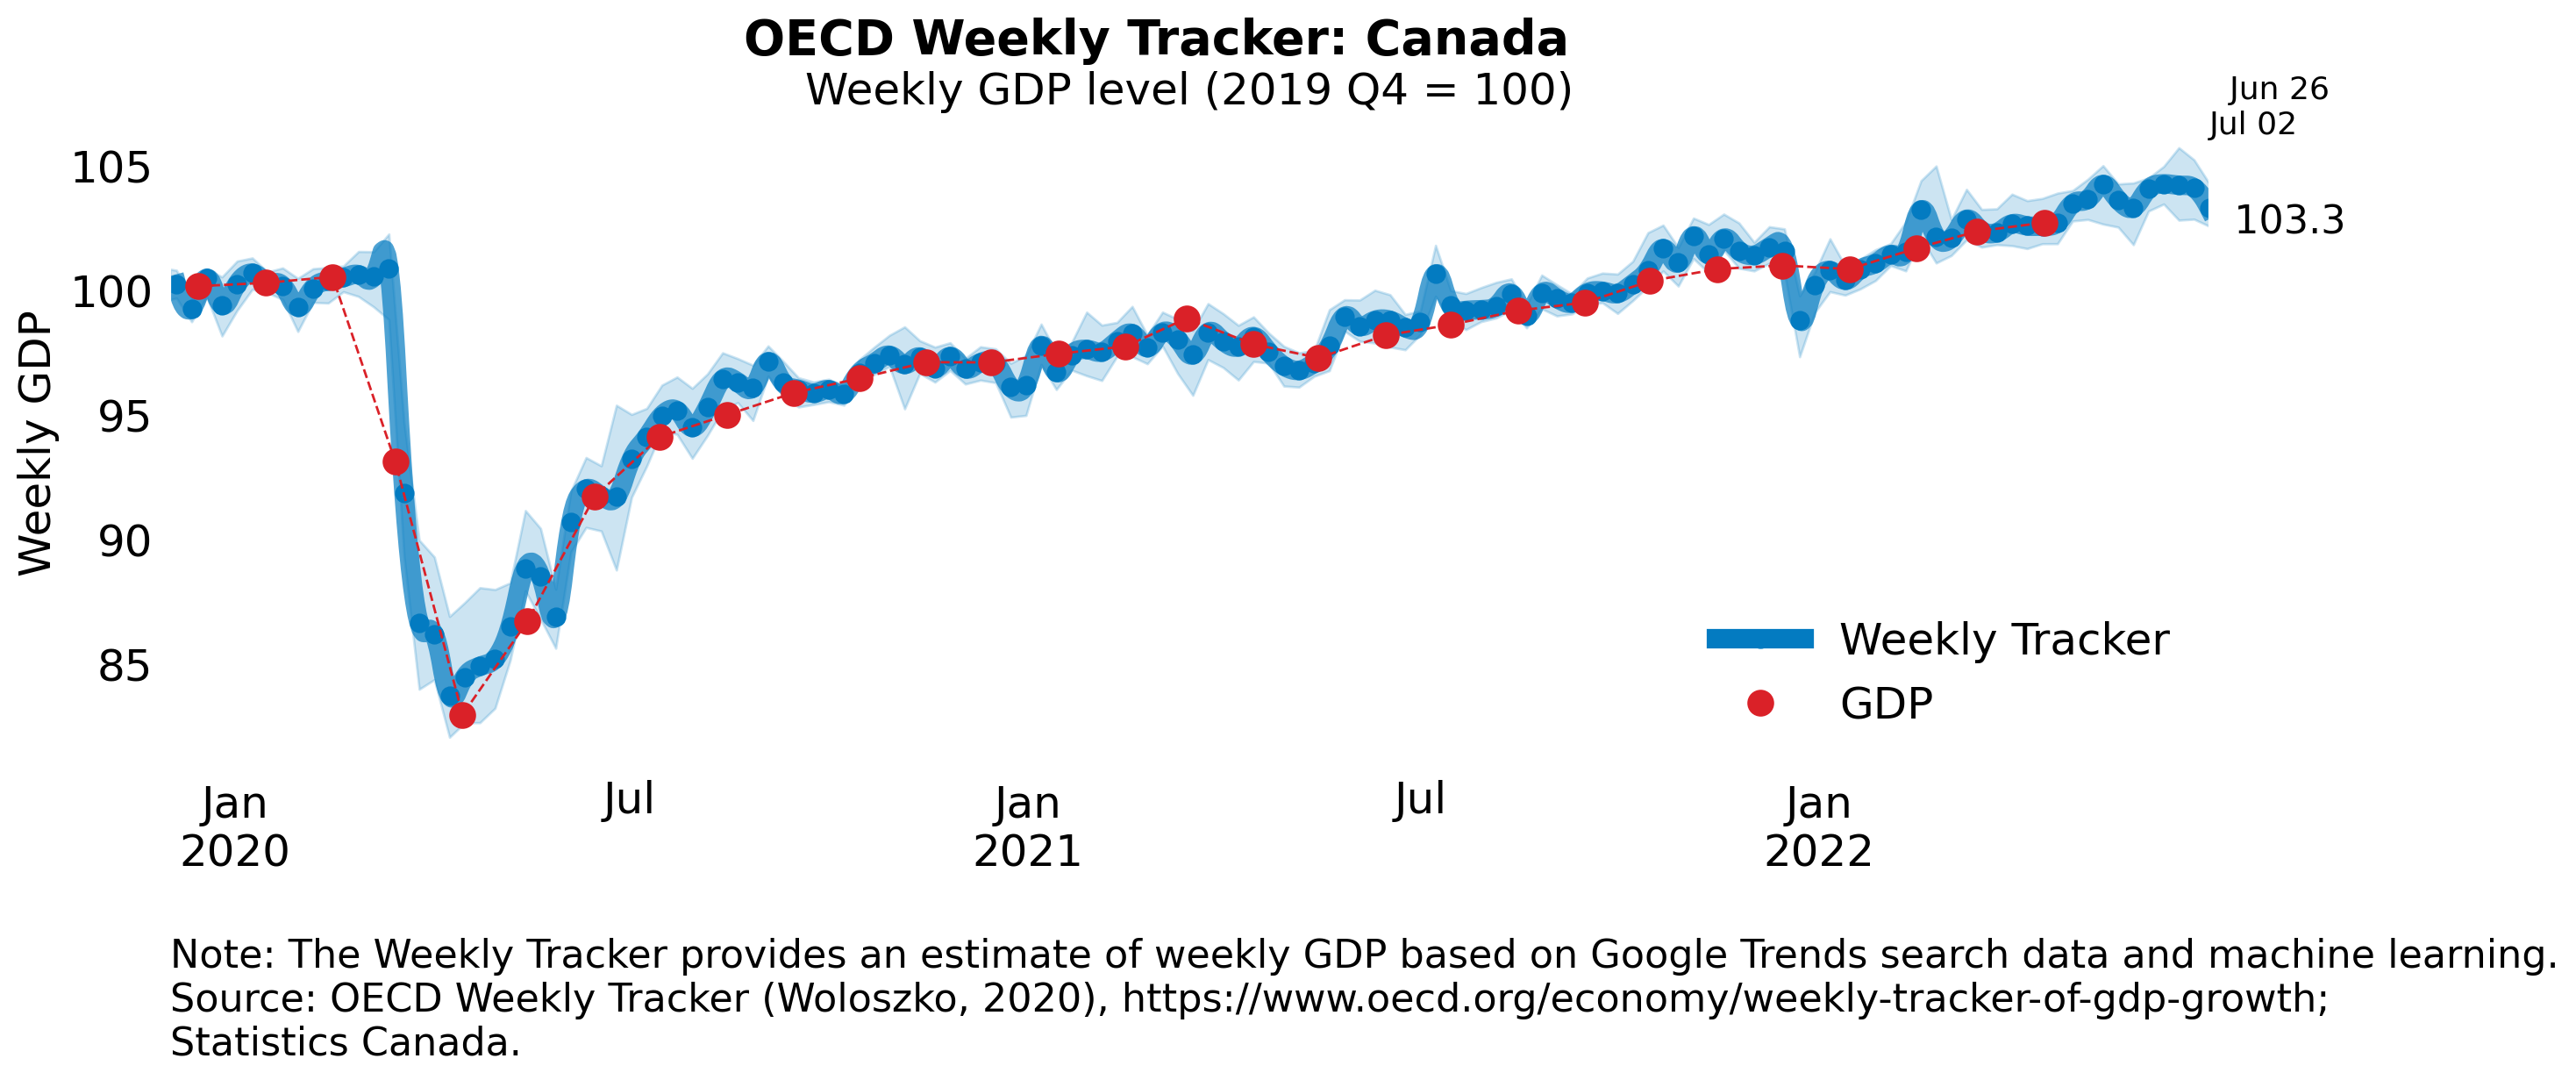 OECD Weekly Tracker: Canada
Weekly GDP level (2019 Q4 = 100)
Jun 26
Jul 02
105
103.3
100
95
90
85
Weekly GDP
Weekly Tracker
GDP
Jan
2020
Jul
Jan
2021
Jul
Jan
2022
Note: The Weekly Tracker provides an estimate of weekly GDP based on Google Trends search data and machine learning.
Source: OECD Weekly Tracker (Woloszko, 2020), https://www.oecd.org/economy/weekly-tracker-of-gdp-growth;
Statistics Canada.